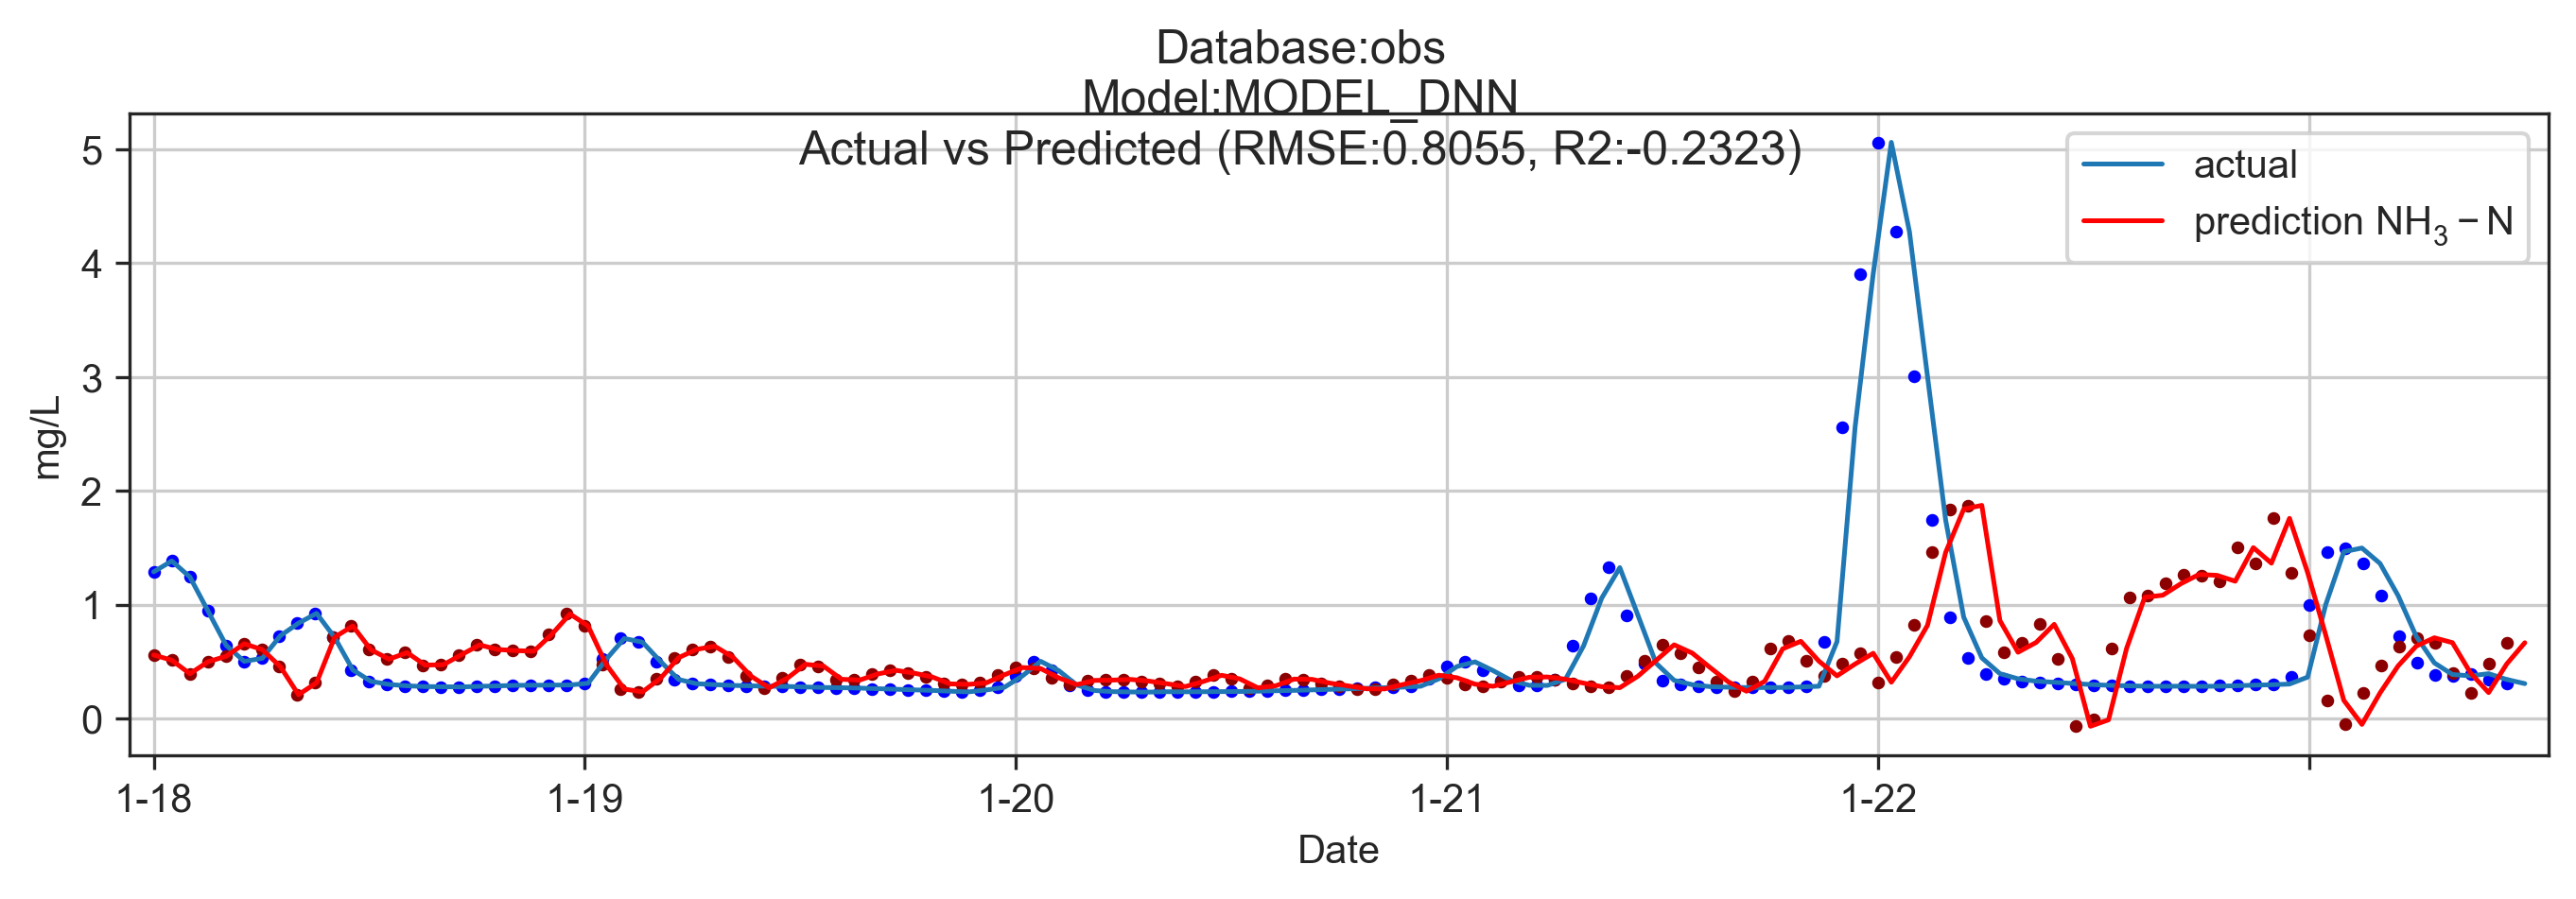 Database:obs
Model:MODEL_DNN
Actual vs Predicted (RMSE:0.8055, R2:-0.2323)
actual
prediction NH₃ − N
5
4
3
2
1
0
mg/L
1-18 1-19 1-20 1-21 1-22
Date